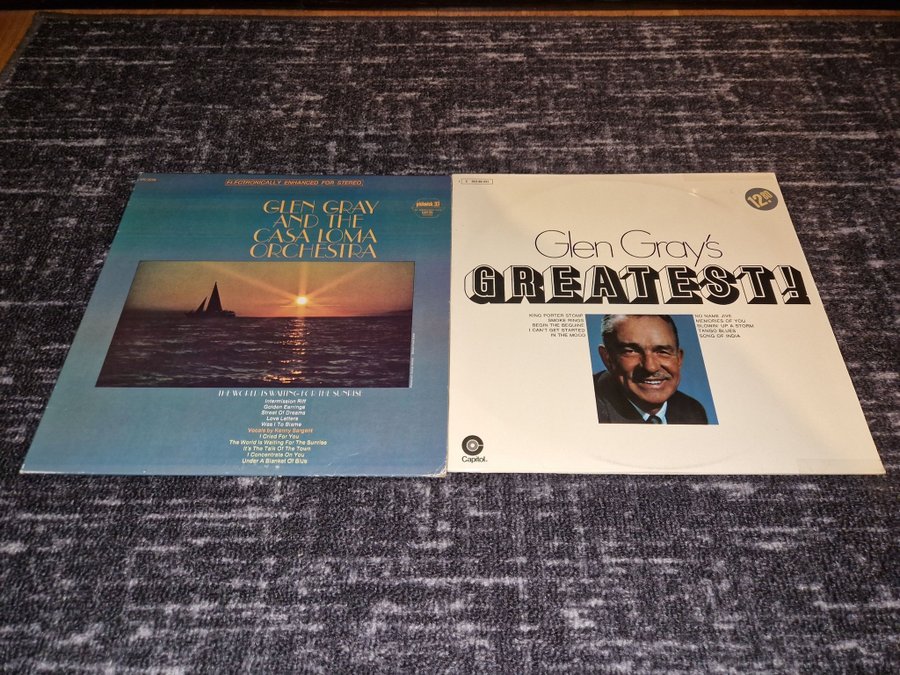 ELECTRONICALLY ENHANCED FOR STEREO
GLEN GRAY
AND THE
CASA LOMA
ORCHESTRA
pickwick/33
THE WORLD IS WAITING FOR THE SUNRISE
Intermission Riff
Golden Earrings
Street Of Dreams
Love Letters
Was I To Blame
Vocals by Kenny Sargent
I Cried For You
The World Is Waiting For The Sunrise
It's The Talk Of The Town
I Concentrate On You
Under A Blanket Of Blue
12.00
Glen Gray's
GREATEST!
KING PORTER STOMP
SMOKE RINGS
BEGIN THE BEGUINE
I CAN'T GET STARTED
IN THE MOOD
NO NAME JIVE
MEMORIES OF YOU
BLOWIN' UP A STORM
TANGO BLUES
SONG OF INDIA
Capitol